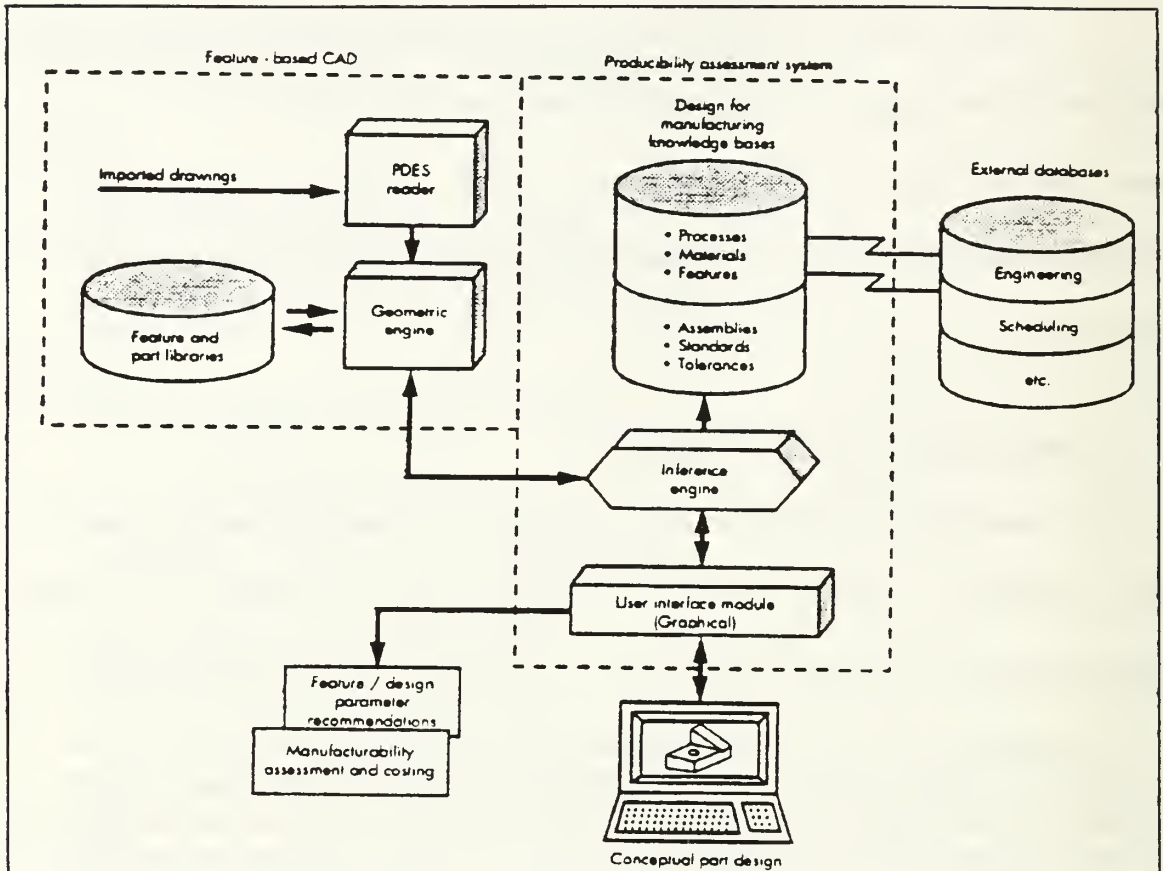 Feature - based CAD
Producibility assessment system
Imported drawings
PDES
reader
Geometric
engine
Feature and
part libraries
Design for
manufacturing
knowledge bases
• Processes
• Materials
• Features
• Assemblies
• Standards
• Tolerances
External databases
Engineering
Scheduling
etc.
Inference
engine
User interface module
(Graphical)
Feature / design
parameter
recommendations
Manufacturability
assessment and costing
Conceptual part design